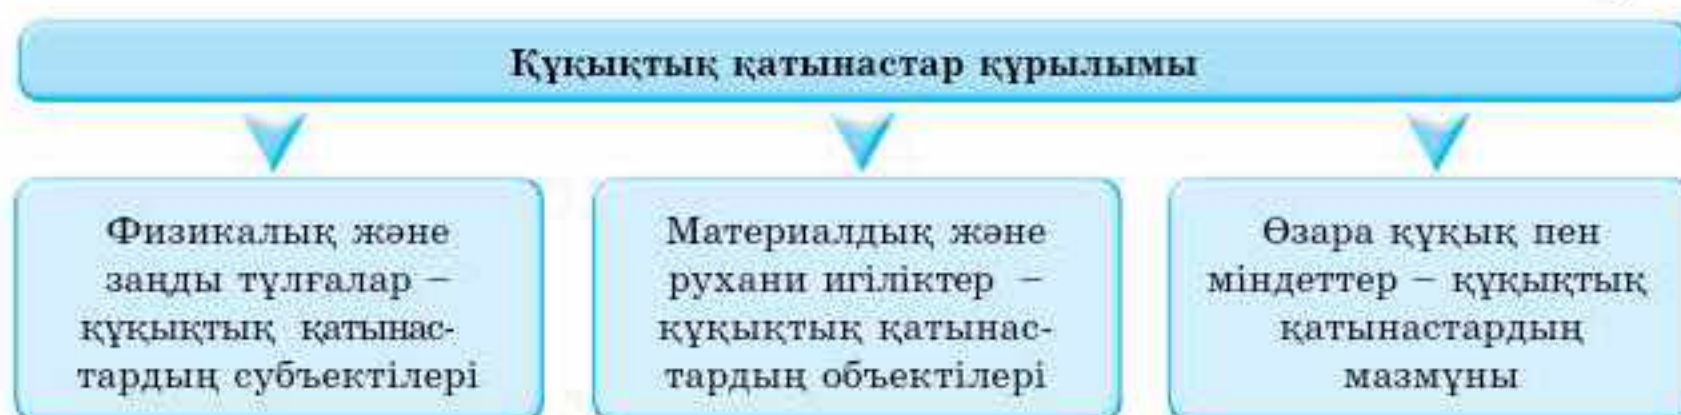 Құқықтық қатынастар құрылымы
Физикалық және
заңды тұлғалар –
құқықтық қатынас-
тардың субъектілері
Материалдық және
рухани игіліктер –
құқықтық қатынас-
тардың объектілері
Өзара құқық пен
міндеттер – құқықтық
қатынастардың
мазмұны